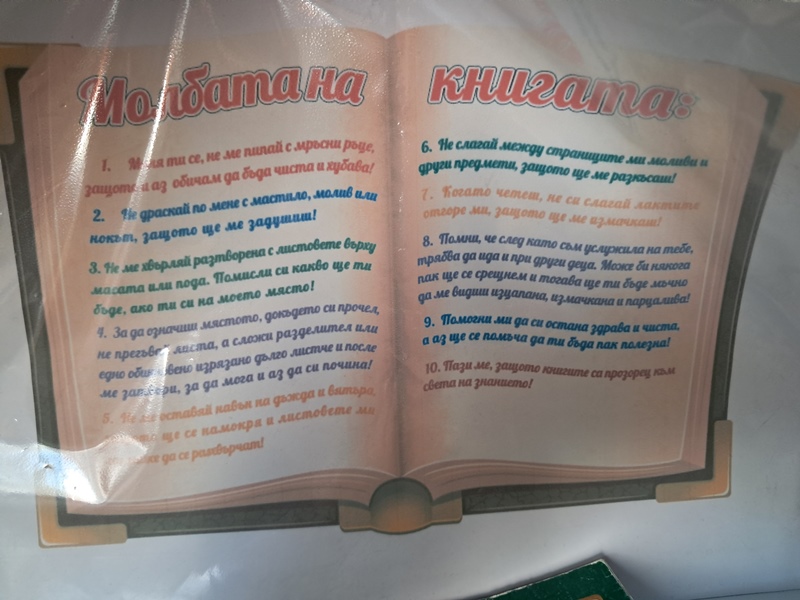 Молбата на
книгата:
1. Моля ти се, не ме пипай с мръсни ръце,
защото и аз обичам да бъда чиста и хубава!
2. Не драскай по мене с мастило, молив или
нокът, защото ще ме задушиш!
3. Не ме хвърляй разтворена с листовете върху
масата или пода. Помисли си какво ще ти
бъде, ако ти си на моето място!
4. За да означиш мястото, докъдето си прочел,
не прегъвай листа, а сложи разделител или
едно обикновено изрязано дълго листче и после
ме затвори, за да мога и аз да си почина!
5. Не ме оставяй навън на дъжда и вятъра,
ще се намокря и листовете ми
да се разхвърчат!
6. Не слагай между страниците ми моливи и
други предмети, защото ще ме разкъсаш!
7. Когато четеш, не си слагай лактите
отгоре ми, защото ще ме измачкаш!
8. Помни, че след като съм услужила на тебе,
трябва да ида и при други деца. Може би някога
пак ще се срещнем и тогава ще ти бъде мъчно
да ме видиш изцапана, измачкана и парцалива!
9. Помогни ми да си остана здрава и чиста,
а аз ще се помъча да ти бъда пак полезна!
10. Пази ме, защото книгите са прозорец към
света на знанието!